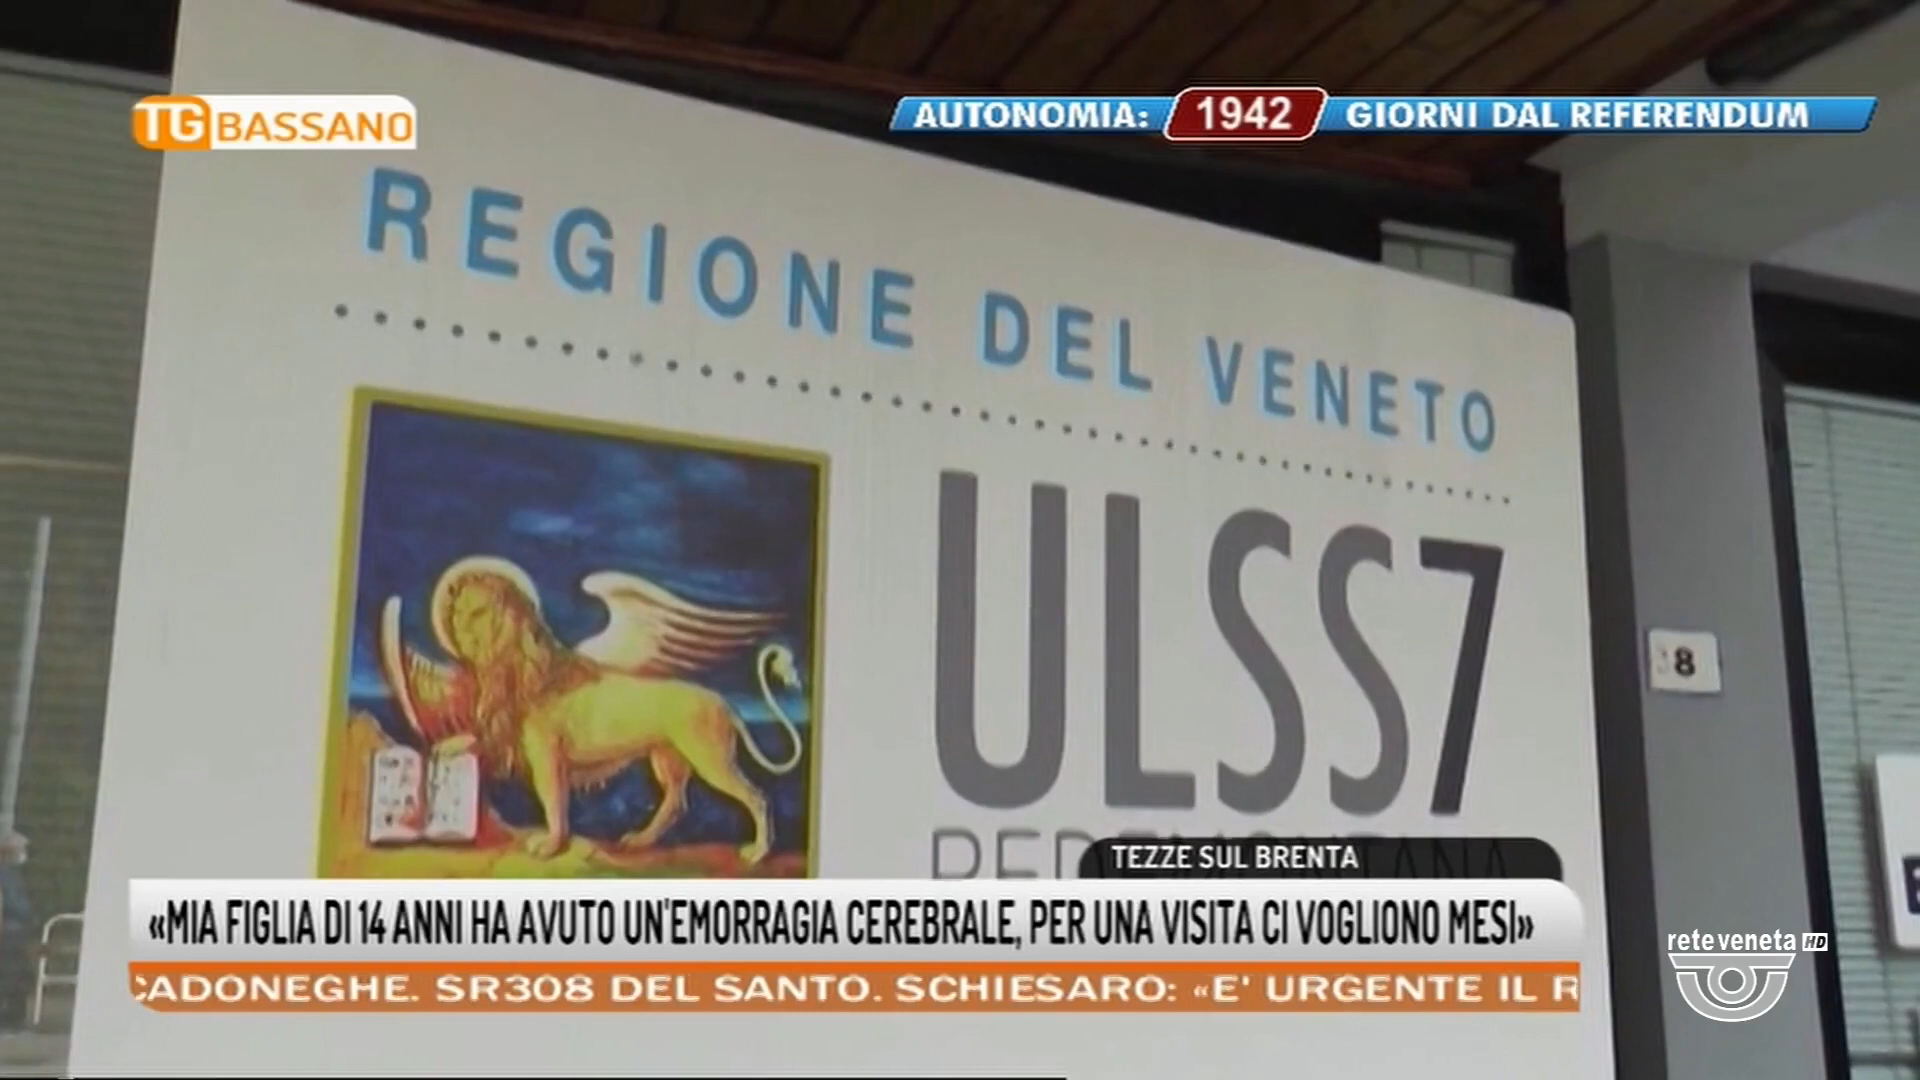 TG BASSANO
AUTONOMIA: 1942 GIORNI DAL REFERENDUM
REGIONE DEL VENETO
ULSS7
TEZZE SUL BRENTA
«MIA FIGLIA DI 14 ANNI HA AVUTO UN'EMORRAGIA CEREBRALE, PER UNA VISITA CI VOGLIONO MESI»
CADONEGHE. SR308 DEL SANTO. SCHIESARO: «E' URGENTE IL R
8
reteveneta HD